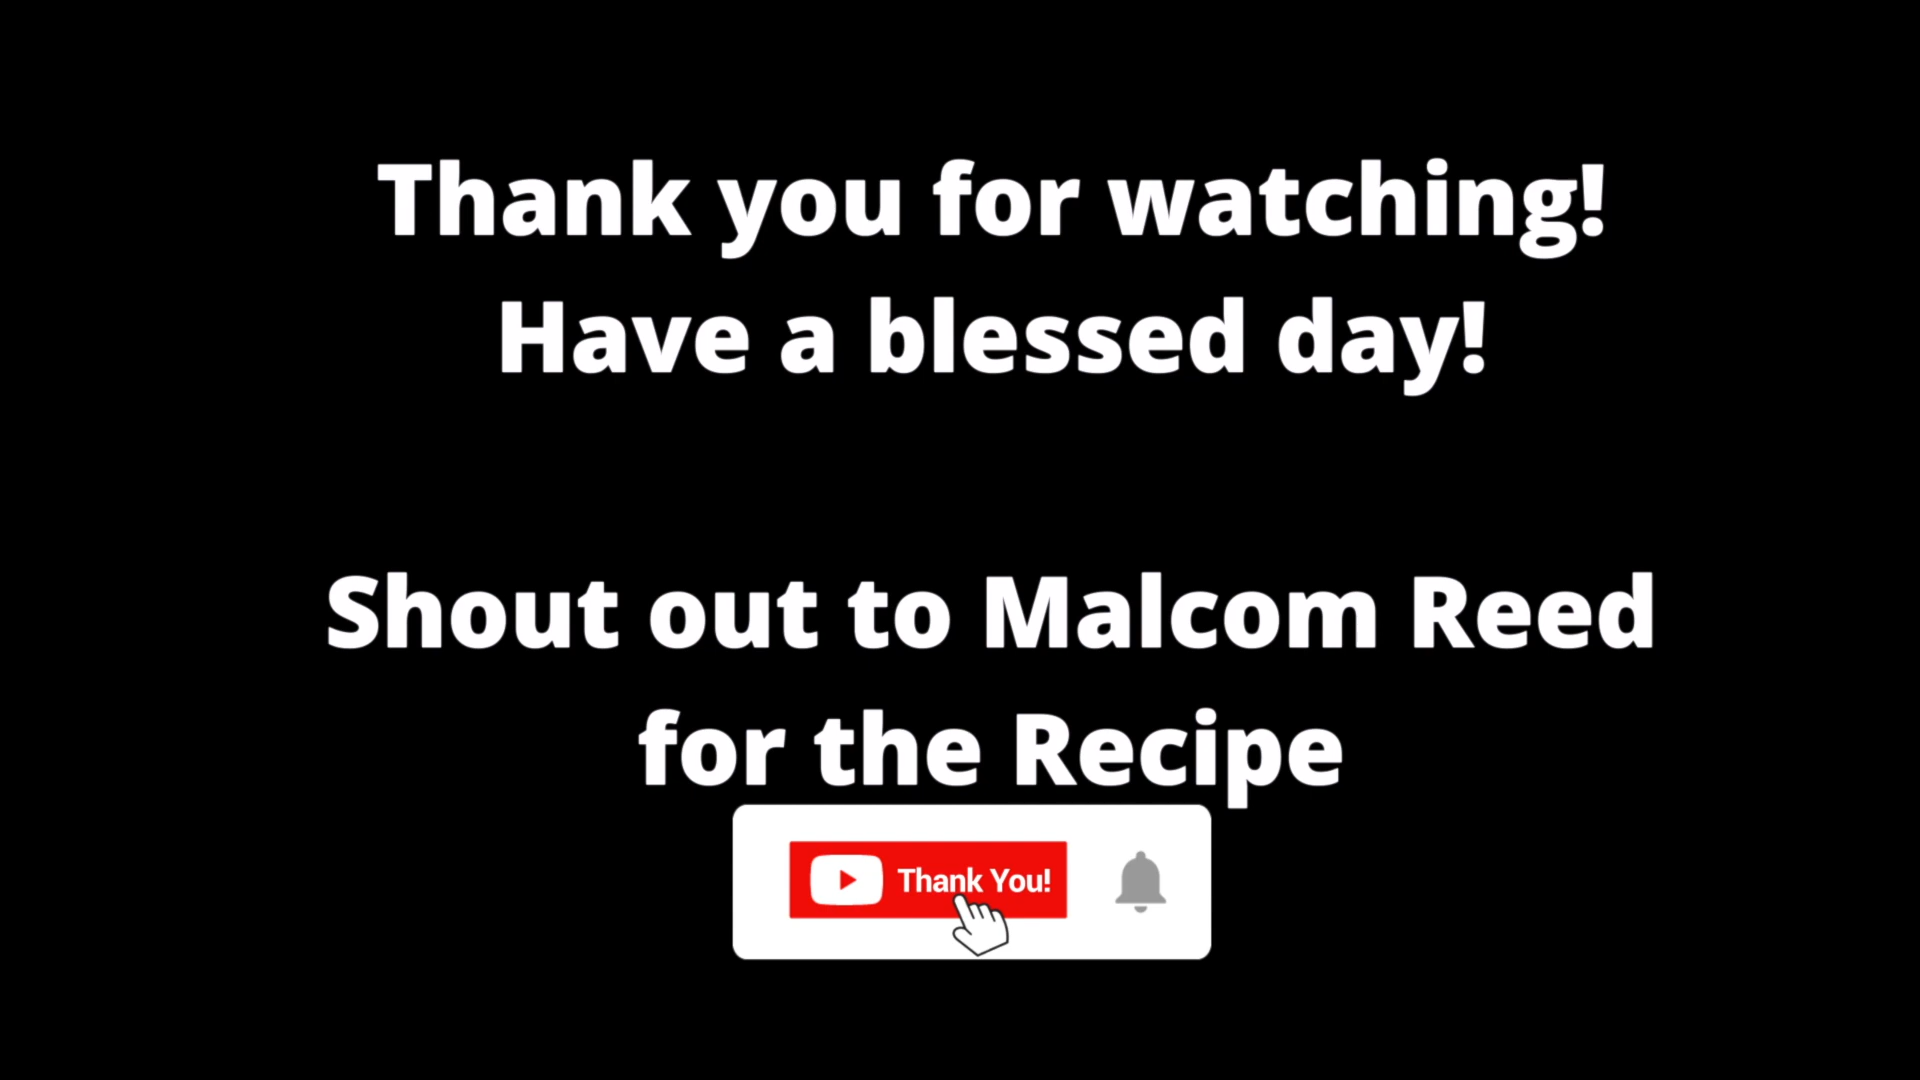 Thank you for watching!
Have a blessed day!
Shout out to Malcom Reed
for the Recipe
Thank You!